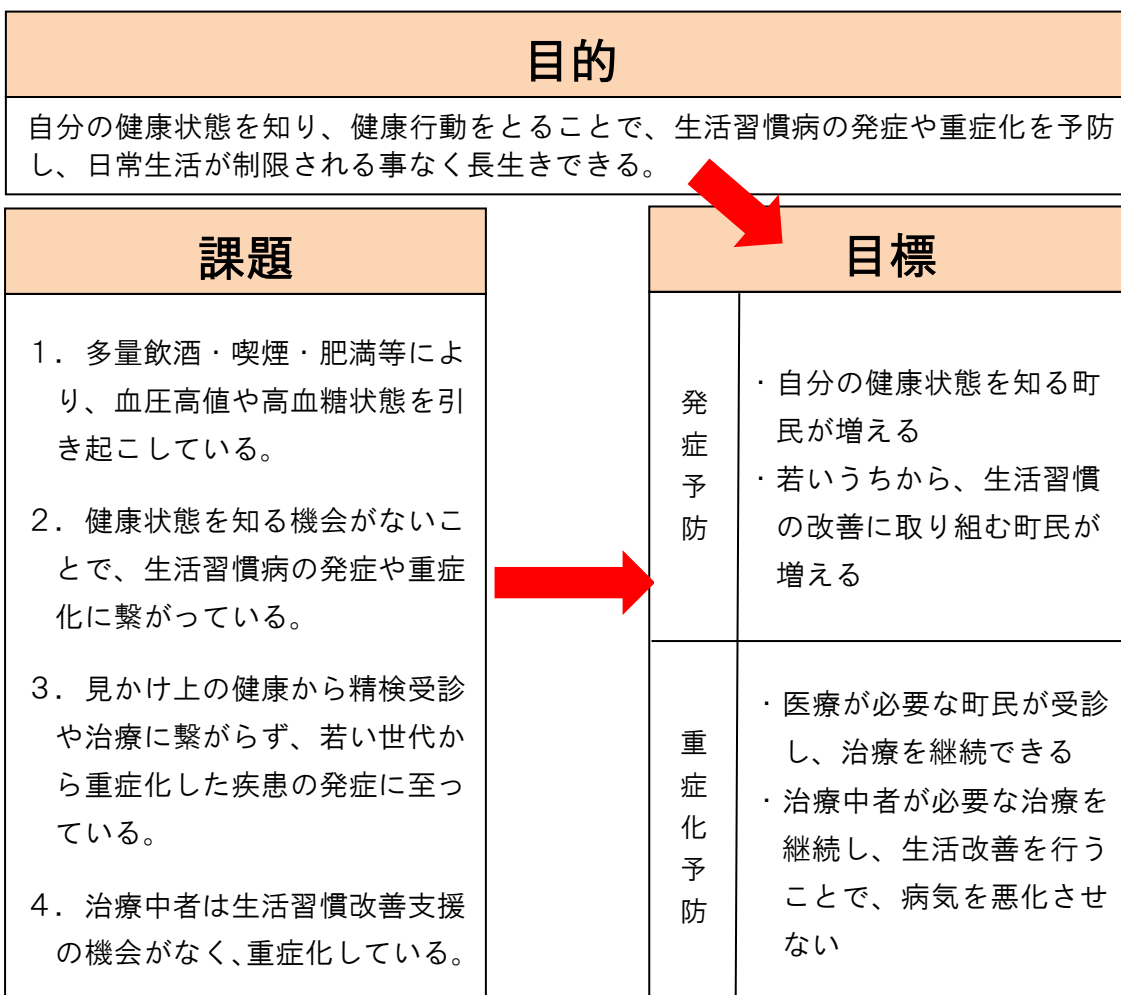 目的
自分の健康状態を知り、健康行動をとることで、生活習慣病の発症や重症化を予防
し、日常生活が制限される事なく長生きできる。
課題
１．多量飲酒・喫煙・肥満等によ
り、血圧高値や高血糖状態を引
き起こしている。
２．健康状態を知る機会がないこ
とで、生活習慣病の発症や重症
化に繋がっている。
３．見かけ上の健康から精検受診
や治療に繋がらず、若い世代か
ら重症化した疾患の発症に至っ
ている。
４．治療中者は生活習慣改善支援
の機会がなく、重症化している。
目標
発症予防
・自分の健康状態を知る町
民が増える
・若いうちから、生活習慣
の改善に取り組む町民が
増える
重症化予防
・医療が必要な町民が受診
し、治療を継続できる
・治療中者が必要な治療を
継続し、生活改善を行う
ことで、病気を悪化させ
ない